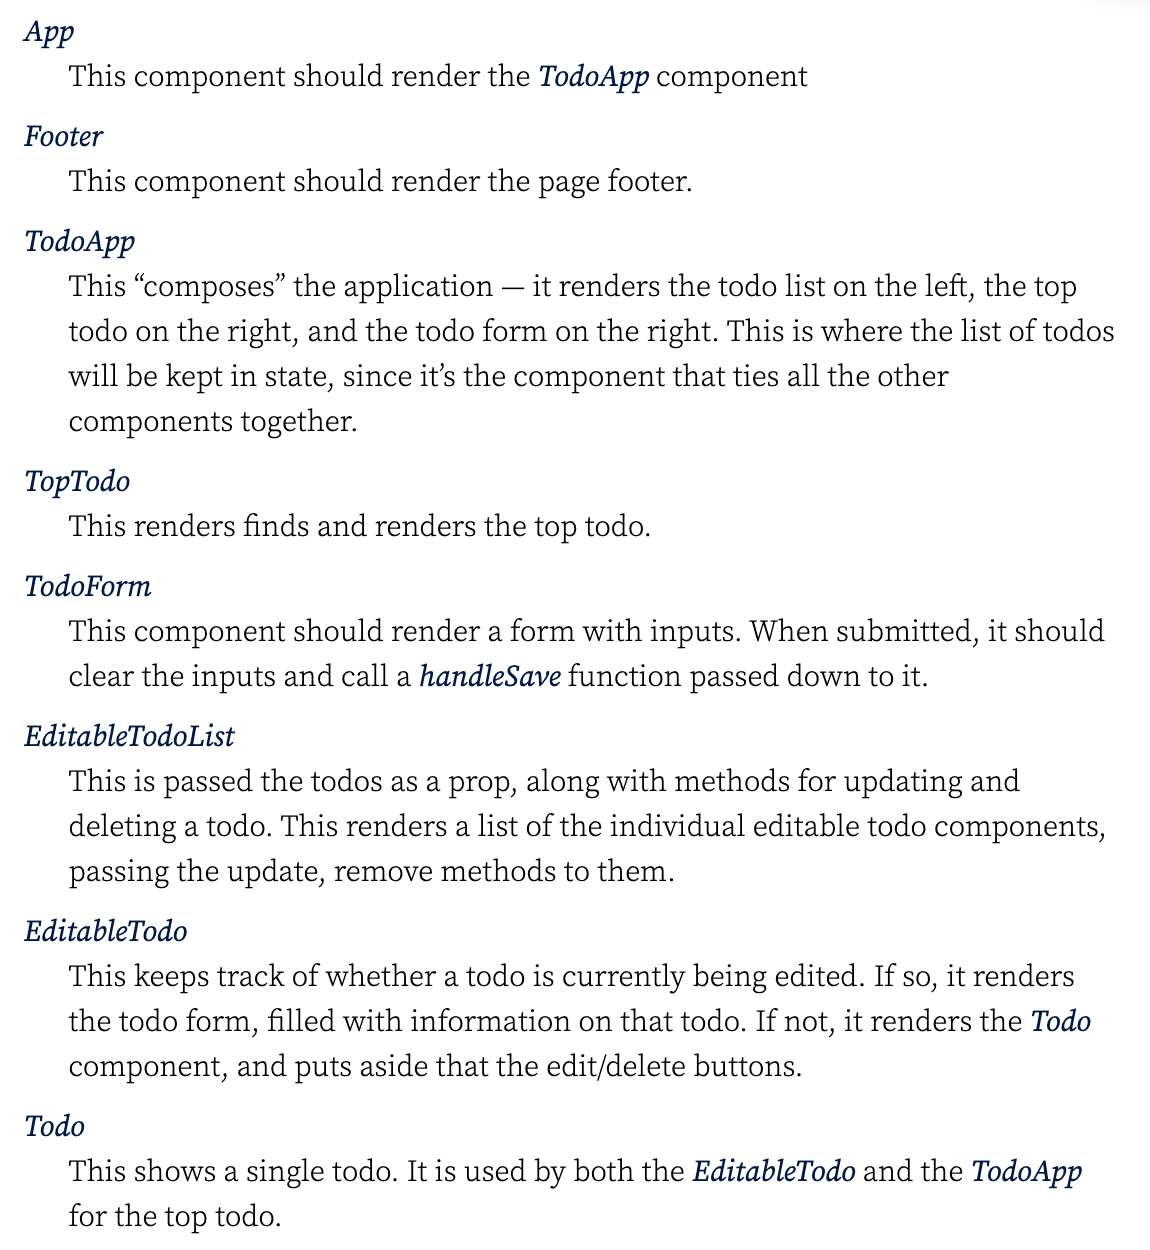 App
This component should render the TodoApp component
Footer
This component should render the page footer.
TodoApp
This “composes” the application — it renders the todo list on the left, the top
todo on the right, and the todo form on the right. This is where the list of todos
will be kept in state, since it’s the component that ties all the other
components together.
TopTodo
This renders finds and renders the top todo.
TodoForm
This component should render a form with inputs. When submitted, it should
clear the inputs and call a handleSave function passed down to it.
EditableTodoList
This is passed the todos as a prop, along with methods for updating and
deleting a todo. This renders a list of the individual editable todo components,
passing the update, remove methods to them.
EditableTodo
This keeps track of whether a todo is currently being edited. If so, it renders
the todo form, filled with information on that todo. If not, it renders the Todo
component, and puts aside that the edit/delete buttons.
Todo
This shows a single todo. It is used by both the EditableTodo and the TodoApp
for the top todo.